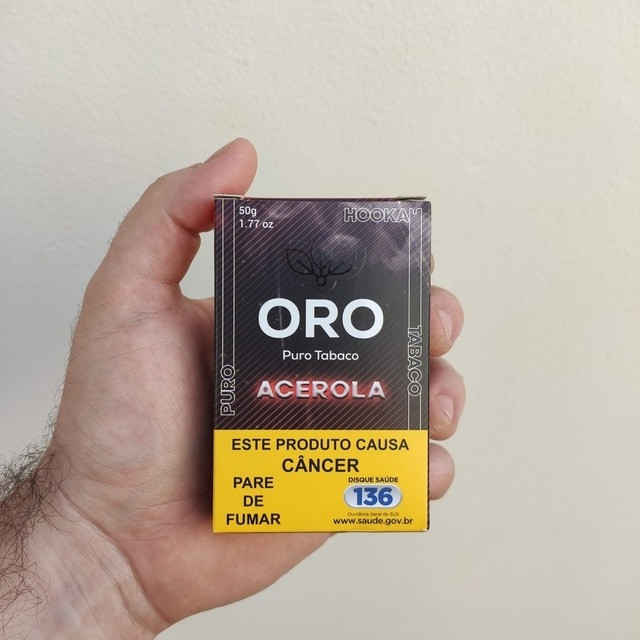 50g
1.77 oz
HOOKAH
ORO
Puro Tabaco
ACEROLA
PURO
TABACO
ESTE PRODUTO CAUSA
CÂNCER
PARE
DE
FUMAR
DISQUE SAÚDE
136
Ouvidoria Geral do SUS
www.saude.gov.br